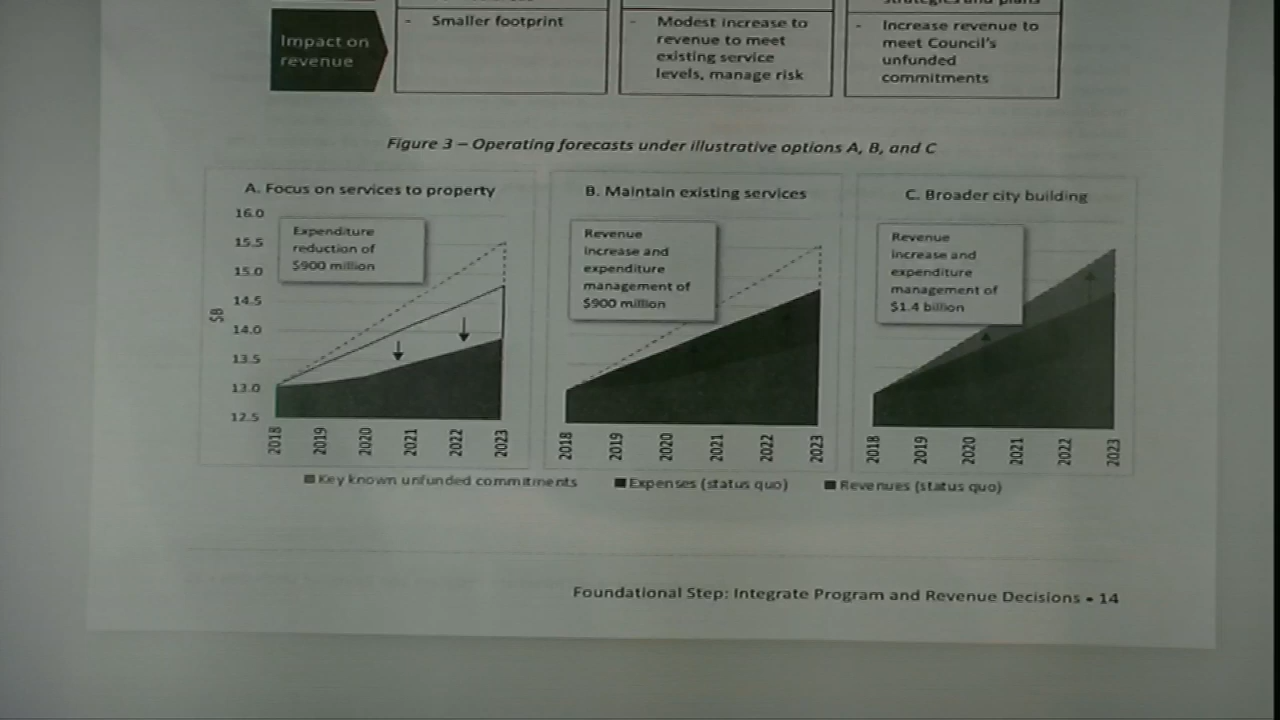 Smaller footprint
Impact on
revenue
- Modest increase to
revenue to meet
existing service
levels, manage risk
strategies and plans
- Increase revenue to
meet Council's
unfunded
commitments
Figure 3 – Operating forecasts under illustrative options A, B, and C
A. Focus on services to property
Expenditure
reduction of
$900 million
$B
16.0
15.5
15.0
14.5
14.0
13.5
13.0
12.5
2018
2019
2020
2021
2022
2023
B. Maintain existing services
Revenue
increase and
expenditure
management of
$900 million
2018
2019
2020
2021
2022
2023
C. Broader city building
Revenue
increase and
expenditure
management of
$1.4 billion
2018
2019
2020
2021
2022
2023
Key known unfunded commitments
Expenses (status quo)
Revenues (status quo)
Foundational Step: Integrate Program and Revenue Decisions • 14